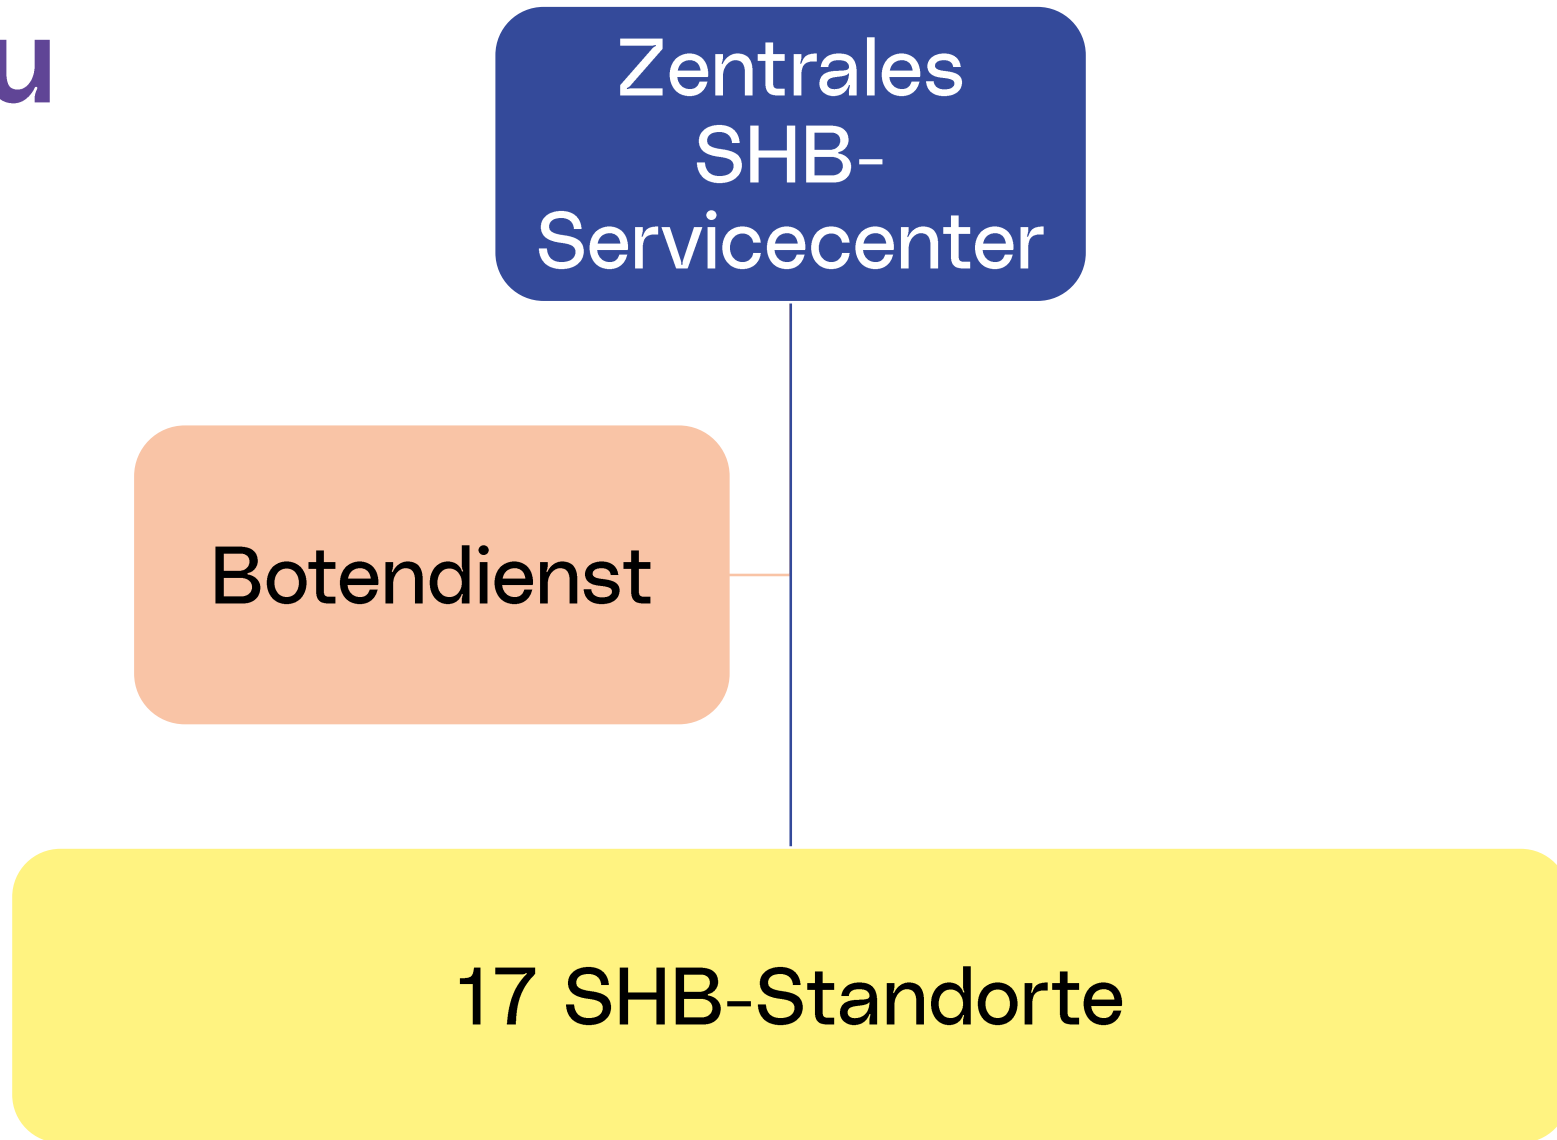 u
Zentrales
SHB-
Servicecenter
Botendienst
17 SHB-Standorte